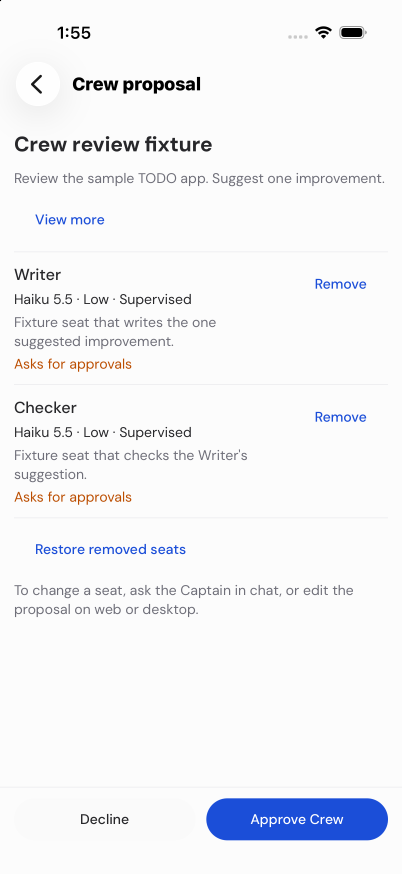 1:55
Crew proposal
Crew review fixture
Review the sample TODO app. Suggest one improvement.
View more
Writer
Remove
Haiku 5.5 · Low · Supervised
Fixture seat that writes the one
suggested improvement.
Asks for approvals
Checker
Remove
Haiku 5.5 · Low · Supervised
Fixture seat that checks the Writer's
suggestion.
Asks for approvals
Restore removed seats
To change a seat, ask the Captain in chat, or edit the
proposal on web or desktop.
Decline
Approve Crew